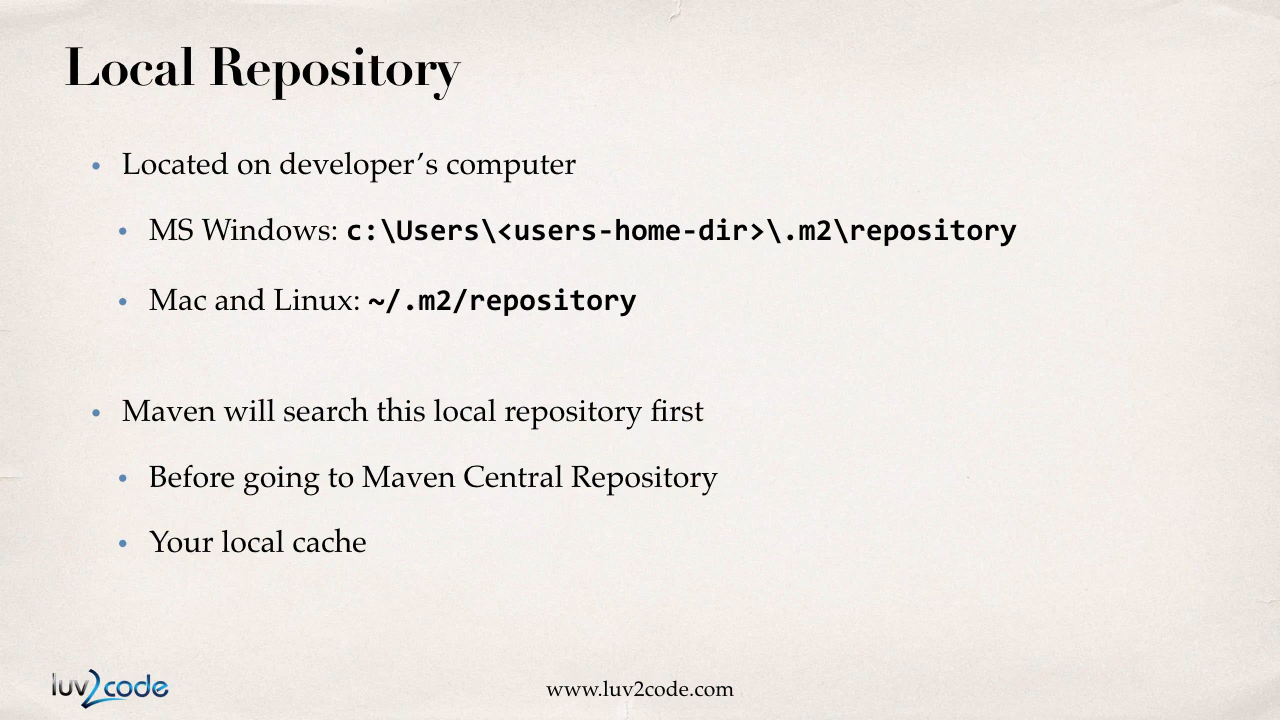 Local Repository
• Located on developer’s computer
• MS Windows: c:\Users\<users-home-dir>\.m2\repository
• Mac and Linux: ~/.m2/repository
• Maven will search this local repository first
• Before going to Maven Central Repository
• Your local cache
luv2code
www.luv2code.com